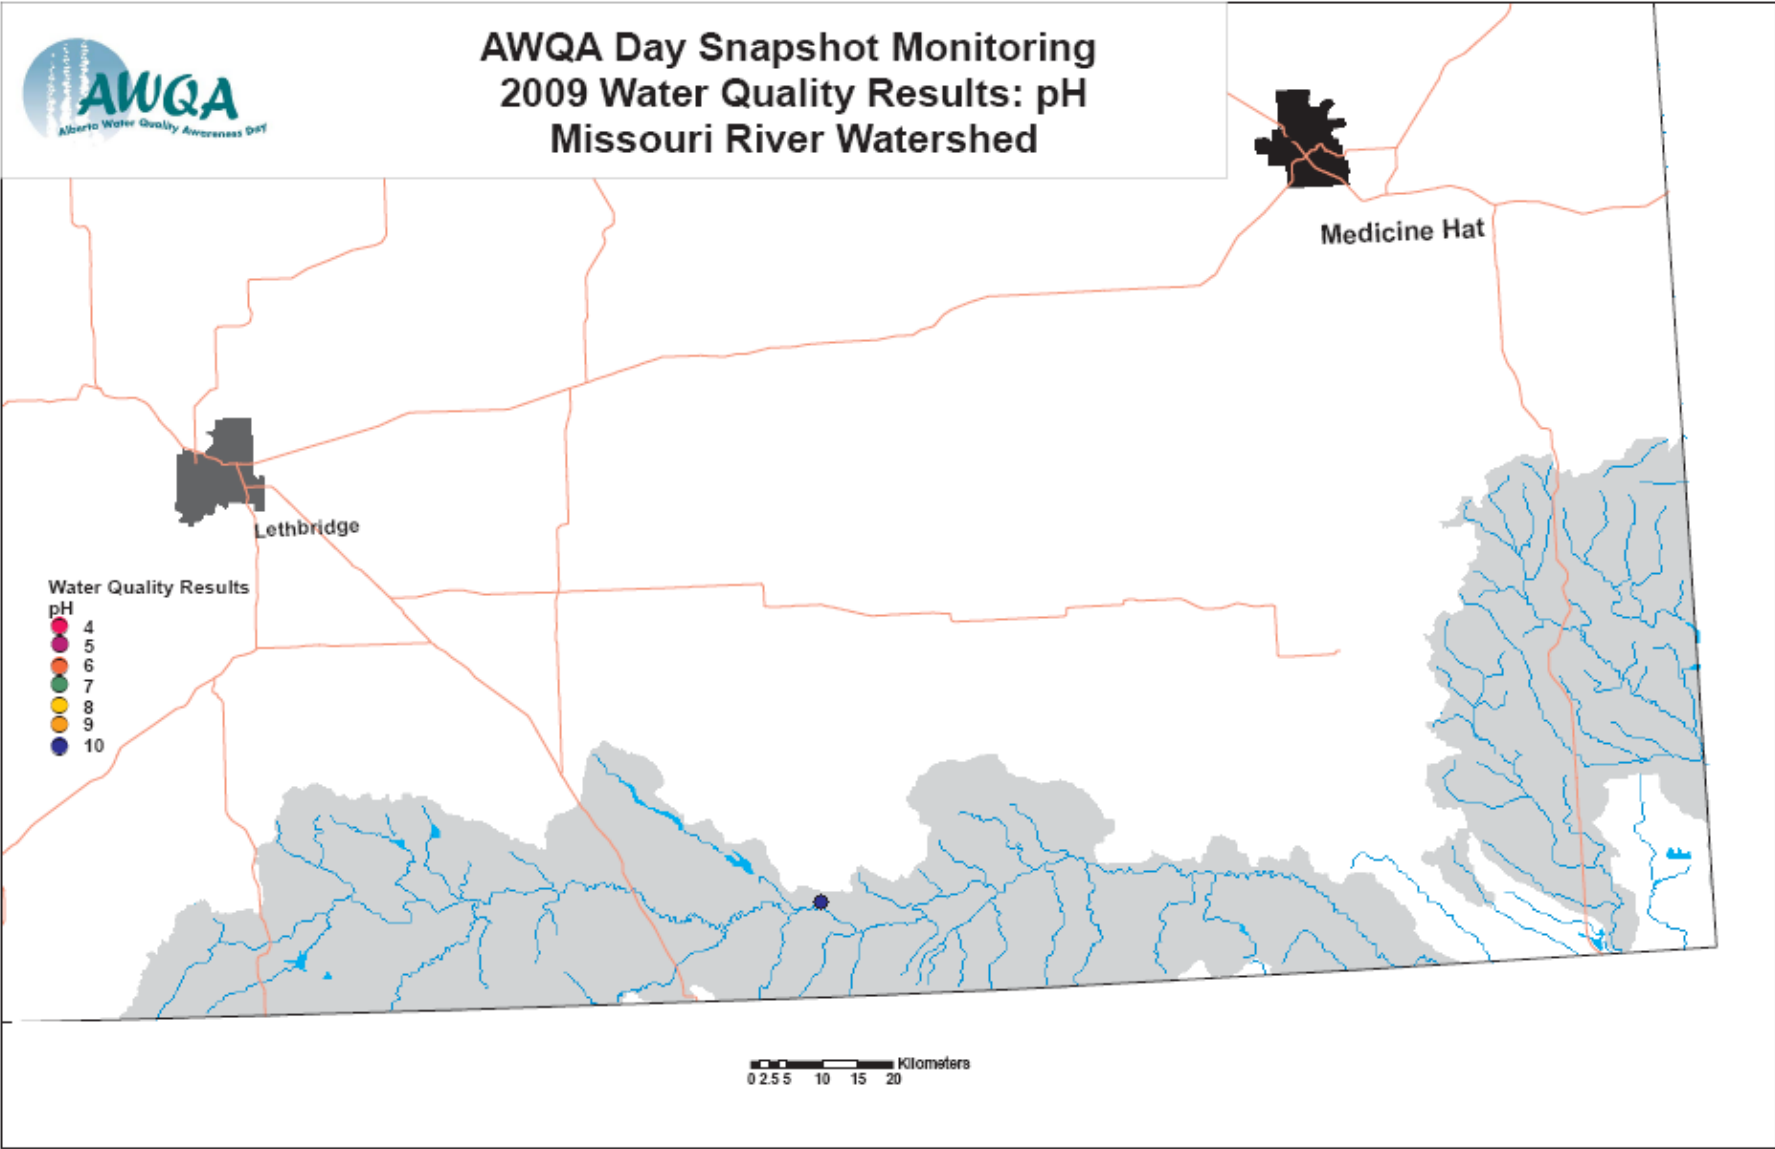 AWQA
Alberta Water Quality Awareness Day
AWQA Day Snapshot Monitoring
2009 Water Quality Results: pH
Missouri River Watershed
Medicine Hat
Lethbridge
Water Quality Results
pH
4
5
6
7
8
9
10
Kilometers
0 2.5 5 10 15 20